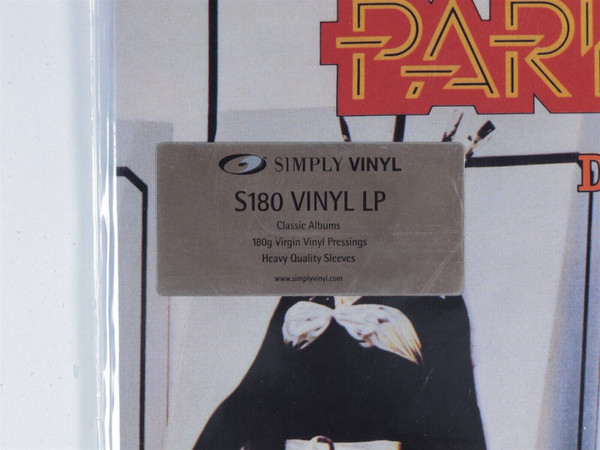 PAR
SIMPLY VINYL
S180 VINYL LP
Classic Albums
180g Virgin Vinyl Pressings
Heavy Quality Sleeves
www.simplyvinyl.com
D